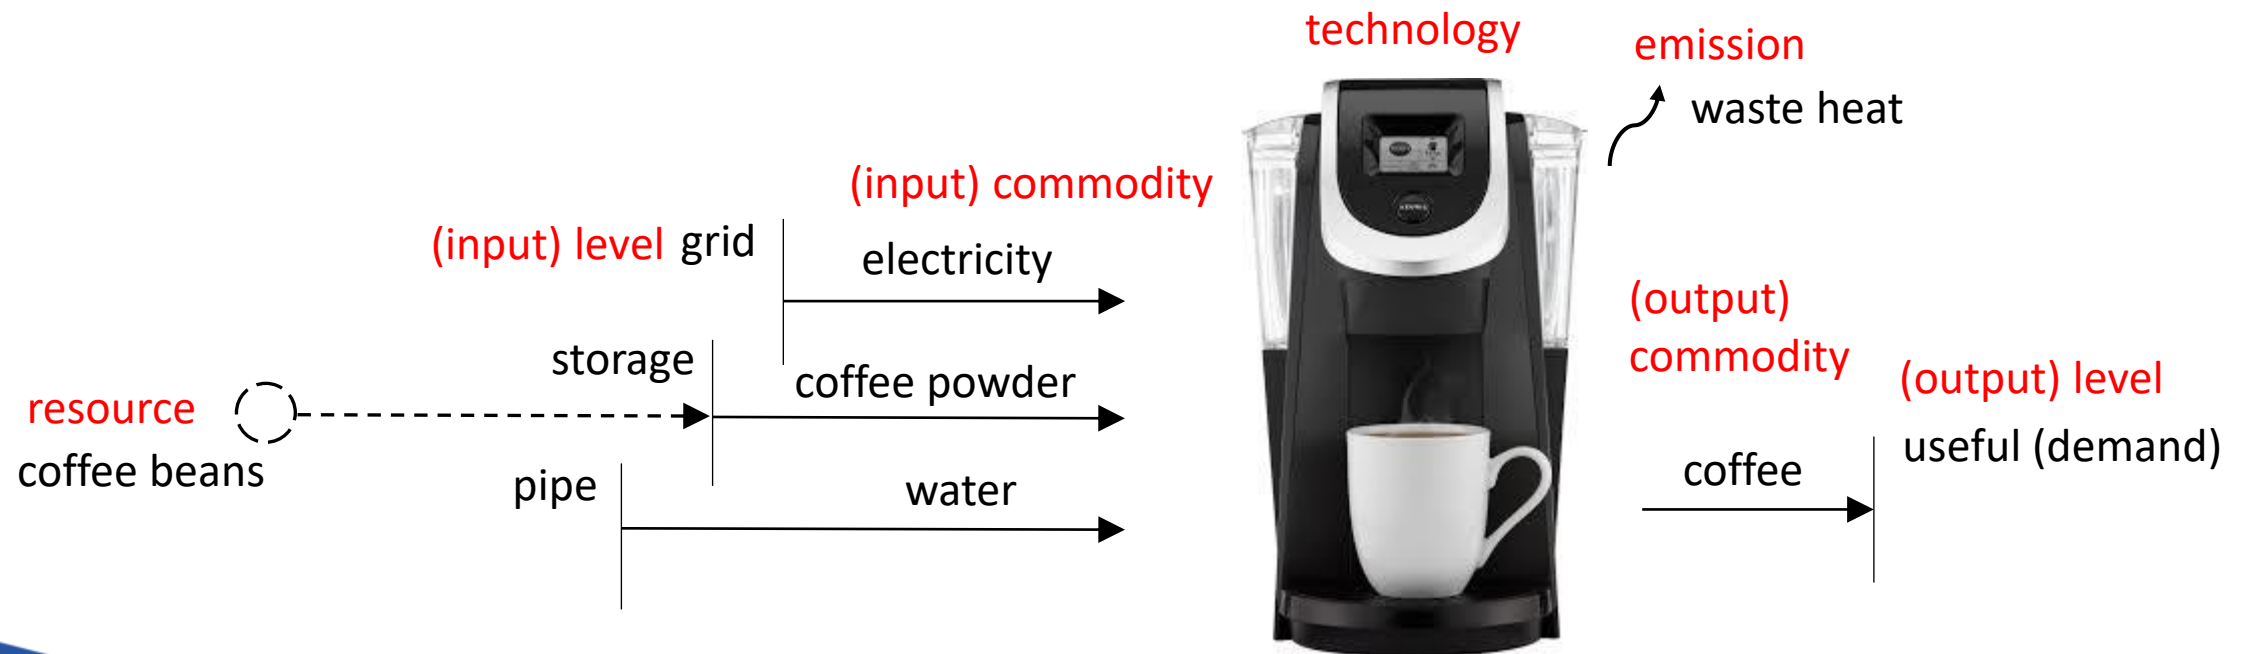 technology
emission
waste heat
(input) commodity
(input) level grid
electricity
(output)
commodity
storage
coffee powder
(output) level
resource
useful (demand)
coffee beans
coffee
pipe
water